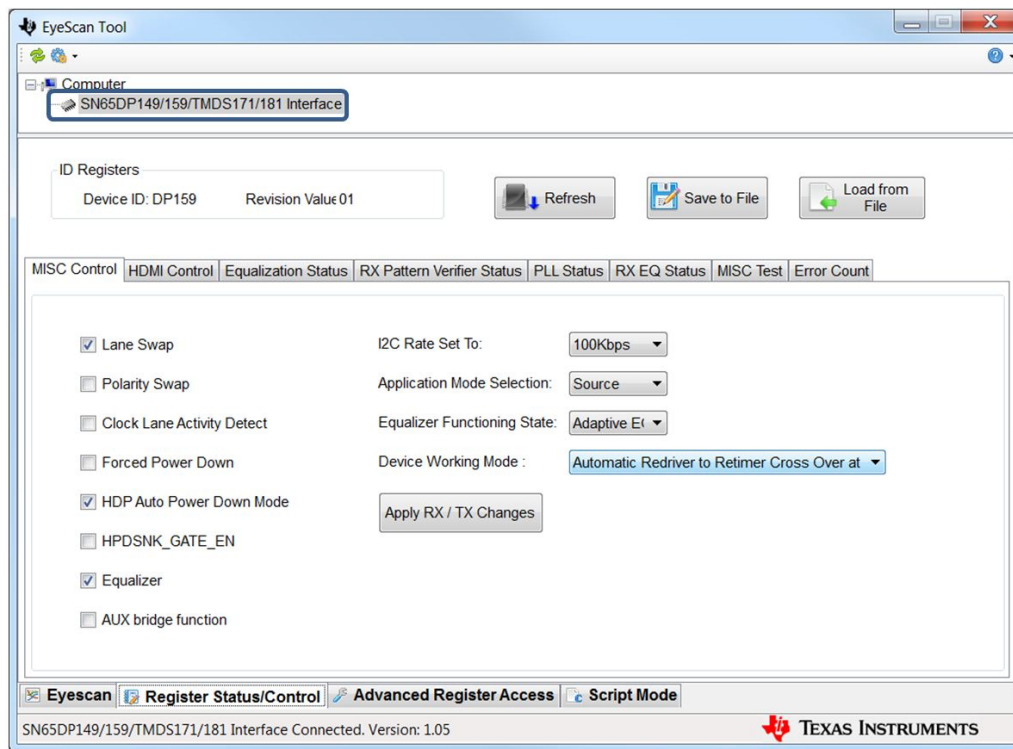 EyeScan Tool
Computer
SN65DP149/159/TMDS171/181 Interface
ID Registers
Device ID: DP159 Revision Value 01
Refresh
Save to File
Load from
File
MISC Control HDMI Control Equalization Status RX Pattern Verifier Status PLL Status RX EQ Status MISC Test Error Count
Lane Swap I2C Rate Set To: 100Kbps
Polarity Swap Application Mode Selection: Source
Clock Lane Activity Detect Equalizer Functioning State: Adaptive E
Forced Power Down Device Working Mode : Automatic Redriver to Retimer Cross Over at
HDP Auto Power Down Mode
Apply RX / TX Changes
HPDSNK_GATE_EN
Equalizer
AUX bridge function
Eyescan Register Status/Control Advanced Register Access Script Mode
SN65DP149/159/TMDS171/181 Interface Connected. Version: 1.05
TEXAS INSTRUMENTS